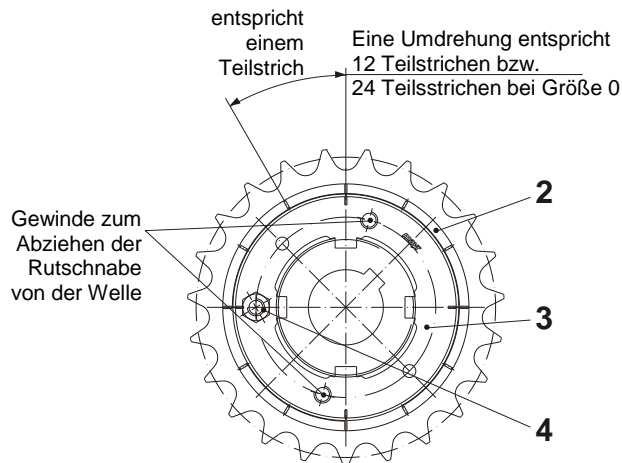 entspricht
einem
Teilstrich
Eine Umdrehung entspricht
12 Teilstrichen bzw.
24 Teilsstrichen bei Größe 0
2
Gewinde zum
Abziehen der
Rutschnabe
von der Welle
3
4